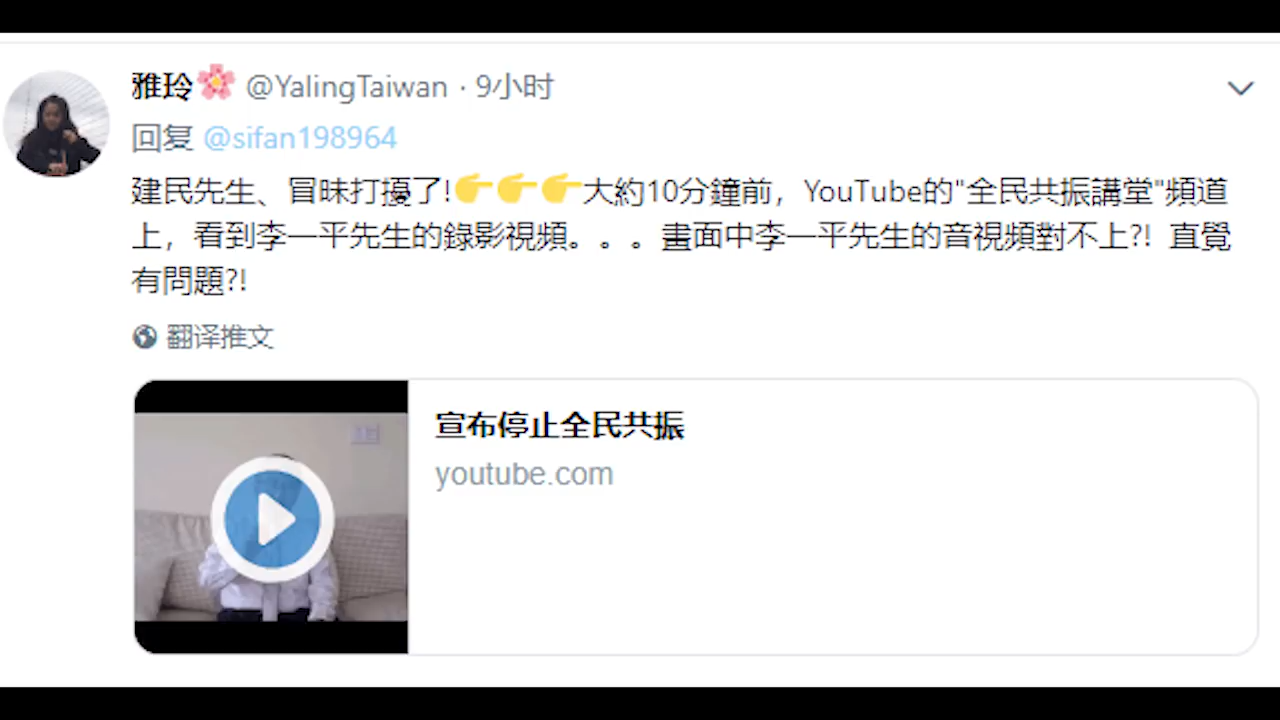 雅玲🌸 @YalingTaiwan · 9小时
回复 @sifan198964
建民先生、冒昧打擾了!👉👉👉大約10分鐘前，YouTube的"全民共振講堂"頻道
上，看到李一平先生的錄影視頻。。。畫面中李一平先生的音視頻對不上?! 直覺
有問題?!
翻译推文
宣布停止全民共振
youtube.com